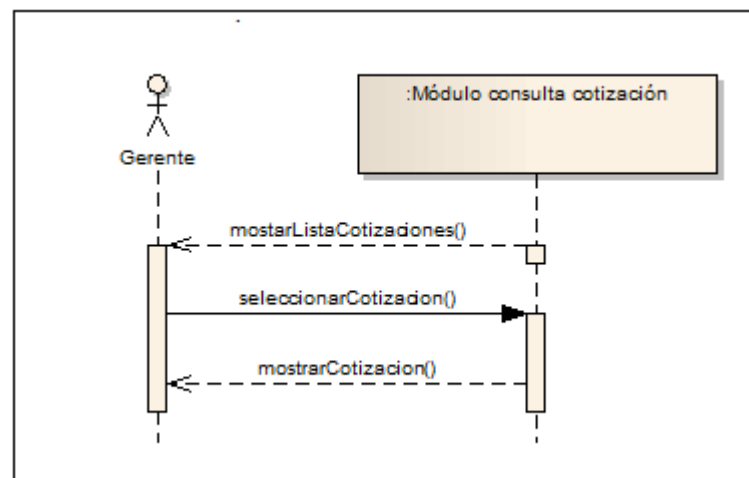 :Módulo consulta cotización
Gerente
mostarListaCotizaciones()
seleccionarCotizacion()
mostrarCotizacion()